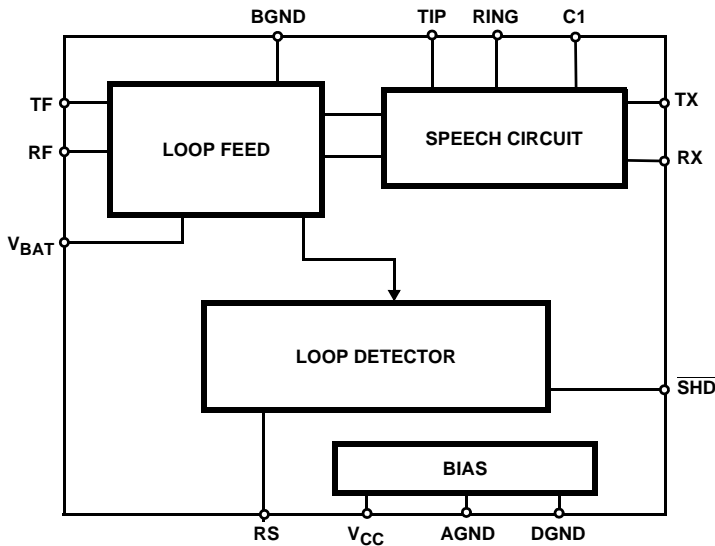 BGND TIP RING C1
TF
TX
LOOP FEED
SPEECH CIRCUIT
RF
RX
VBAT
LOOP DETECTOR
SHD
BIAS
RS VCC AGND DGND